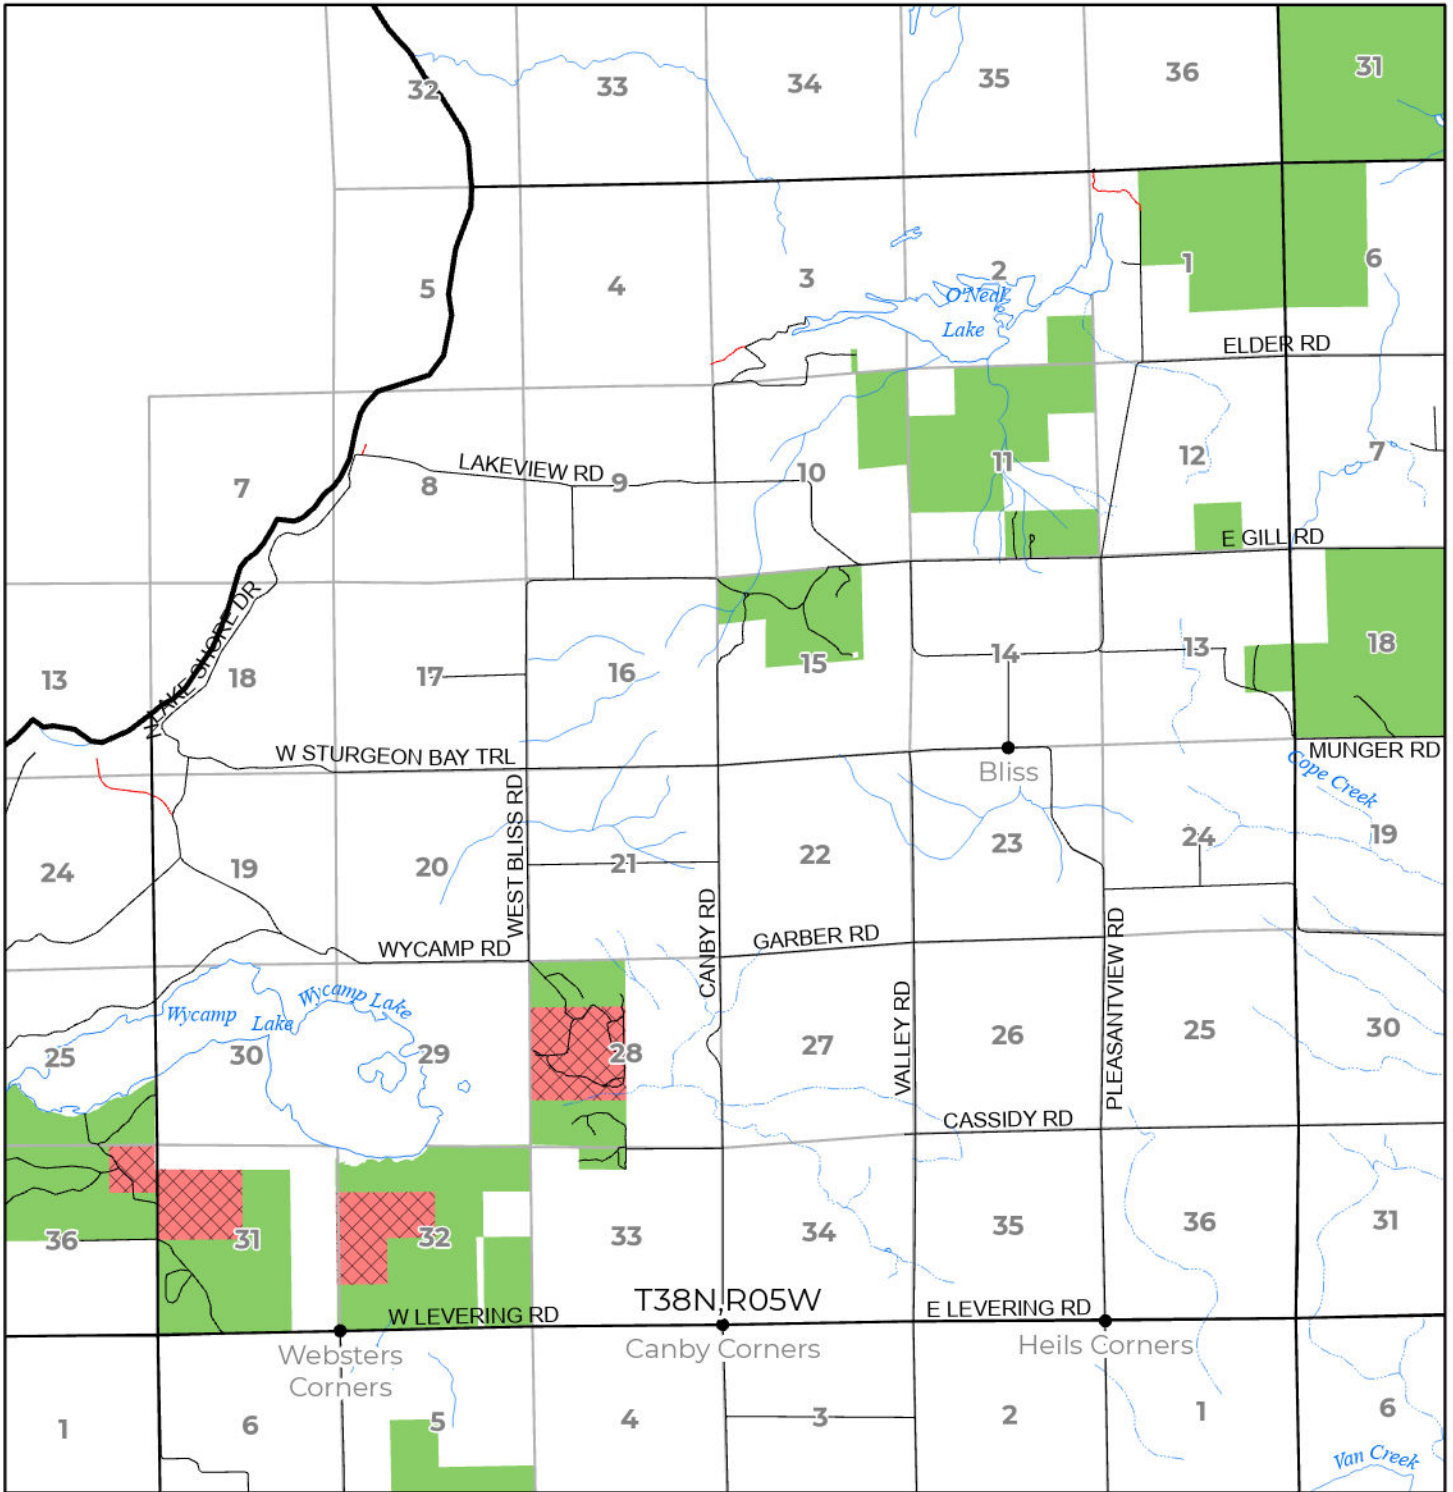 32 33 34 35 36 31
5 4 3 2 1 6
O'Neal
Lake
ELDER RD
LAKEVIEW RD
7 8 9 10 11 12 7
E GILL RD
N LAKE SHORE DR
13 18 17 16 15 14 13 18
W STURGEON BAY TRL
MUNGER RD
Bliss
Cope Creek
WEST BLISS RD
24 19 20 21 22 23 24 19
CANBY RD
WYCAMP RD
GARBER RD
PLEASANTVIEW RD
VALLEY RD
Wycamp Lake
Wycamp Lake
25 30 29 28 27 26 25 30
CASSIDY RD
36 31 32 33 34 35 36 31
T38N,R05W
W LEVERING RD
E LEVERING RD
Websters
Corners
Canby Corners
Heils Corners
1 6 5 4 3 2 1 6
Van Creek